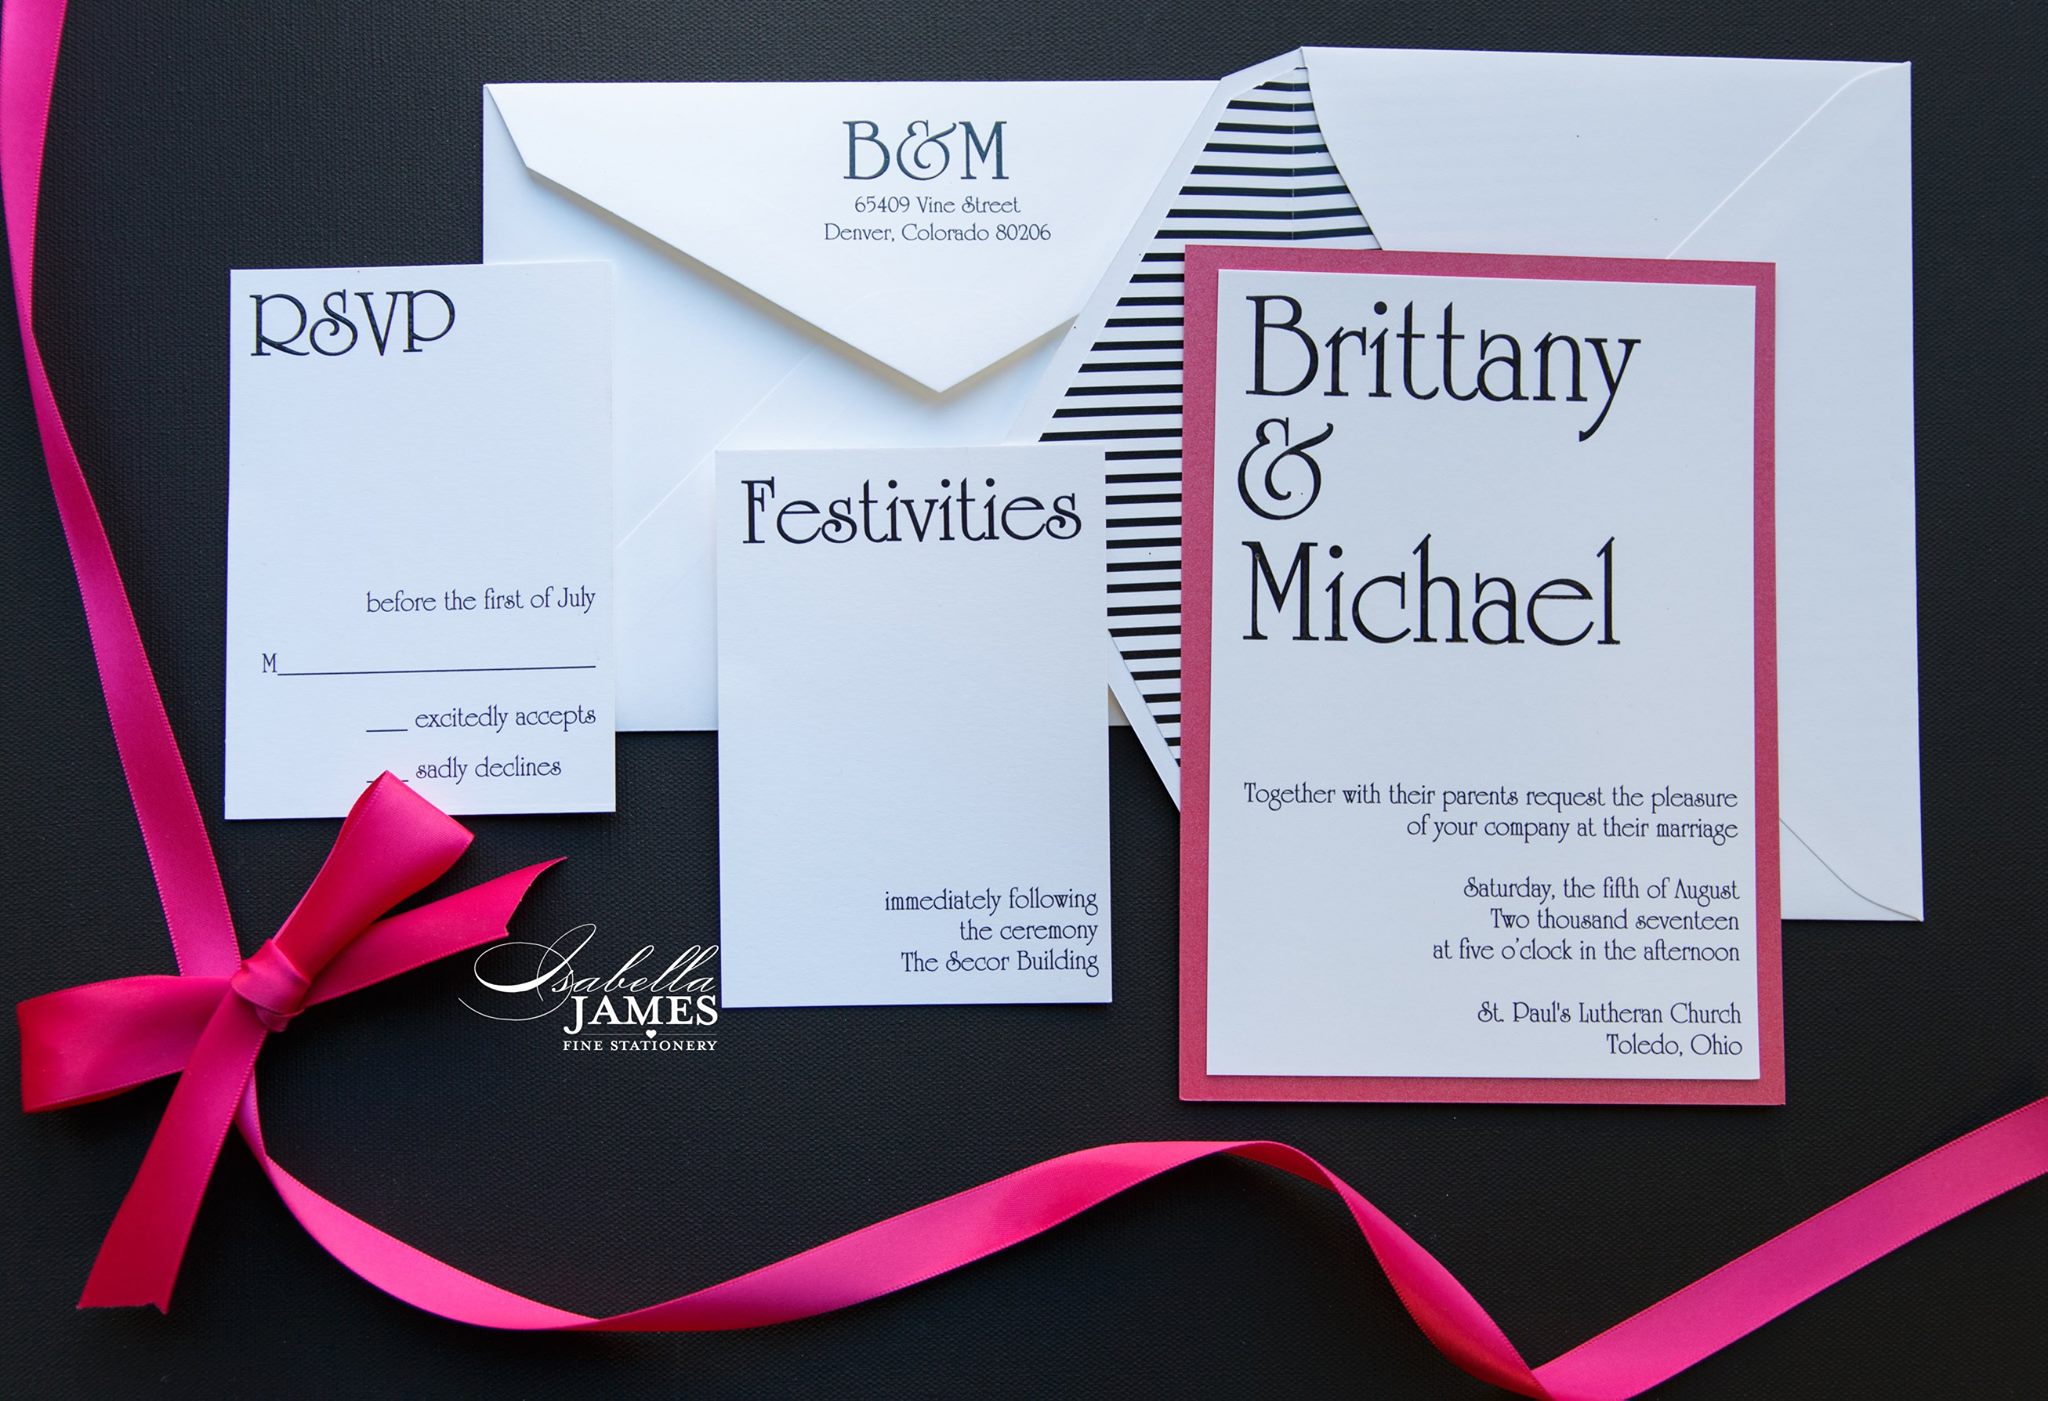 B&M
65409 Vine Street
Denver, Colorado 80206
RSVP
before the first of July
M
excitedly accepts
sadly declines
Festivities
immediately following
the ceremony
The Secor Building
Brittany
&
Michael
Together with their parents request the pleasure
of your company at their marriage
Saturday, the fifth of August
Two thousand seventeen
at five o'clock in the afternoon
St. Paul's Lutheran Church
Toledo, Ohio
Isabella
JAMES
FINE STATIONERY